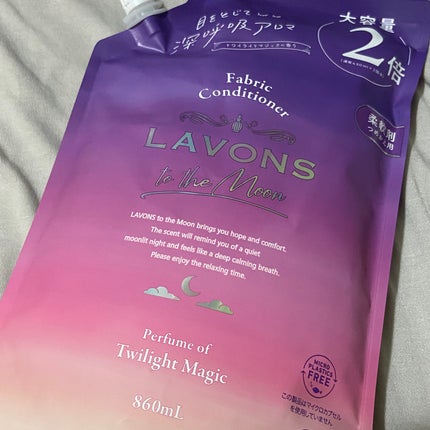 目をとじて
深呼吸アロマ
トワイライトマジックの香り
大容量
2倍
Fabric
Conditioner
柔軟剤
つめかえ用
LAVONS
to the Moon
LAVONS to the Moon brings you hope and comfort.
The scent will remind you of a quiet
moonlit night and feels like a deep calming breath.
Please enjoy the relaxing time.
Perfume of
Twilight Magic
860mL
MICRO
PLASTICS
FREE
この製品はマイクロカプセル
を使用していません。